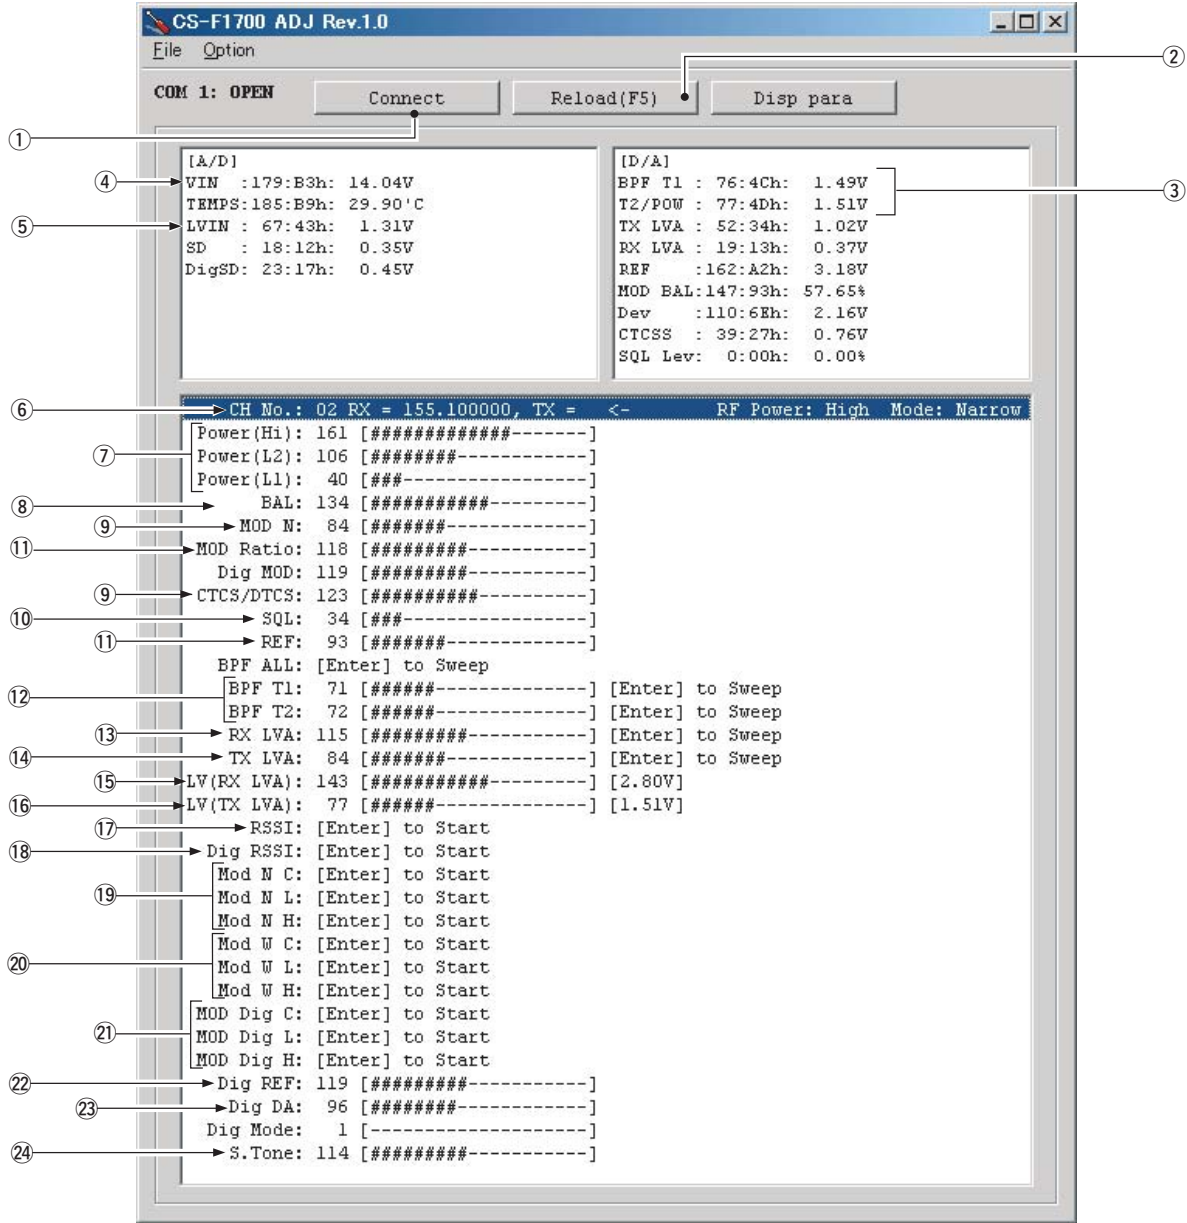 CS-F1700 ADJ Rev.1.0
File Option
②
COM 1: OPEN Connect Reload(F5) Disp para
①
[A/D]
④ VIN :179:B3h: 14.04V
TEMPS:185:B9h: 29.90'C
⑤ LVIN : 67:43h: 1.31V
SD : 18:12h: 0.35V
DigSD: 23:17h: 0.45V
[D/A]
BPF T1 : 76:4Ch: 1.49V
③
T2/POW : 77:4Dh: 1.51V
TX LVA : 52:34h: 1.02V
RX LVA : 19:13h: 0.37V
REF :162:A2h: 3.18V
MOD BAL:147:93h: 57.65%
Dev :110:6Eh: 2.16V
CTCSS : 39:27h: 0.76V
SQL Lev: 0:00h: 0.00%
⑥ CH No.: 02 RX = 155.100000, TX = <- RF Power: High Mode: Narrow
Power(Hi): 161 [#############-------]
⑦ Power(L2): 106 [########------------]
Power(L1): 40 [###-----------------]
⑧ BAL: 134 [###########---------]
⑨ MOD N: 84 [#######-------------]
⑪ MOD Ratio: 118 [#########-----------]
Dig MOD: 119 [#########-----------]
⑨ CTCS/DTCS: 123 [##########----------]
⑩ SQL: 34 [###-----------------]
⑪ REF: 93 [#######-------------]
BPF ALL: [Enter] to Sweep
⑫ BPF T1: 71 [######--------------] [Enter] to Sweep
BPF T2: 72 [######--------------] [Enter] to Sweep
⑬ RX LVA: 115 [#########-----------] [Enter] to Sweep
⑭ TX LVA: 84 [#######-------------] [Enter] to Sweep
⑮ LV(RX LVA): 143 [###########---------] [2.80V]
⑯ LV(TX LVA): 77 [######--------------] [1.51V]
⑰ RSSI: [Enter] to Start
⑱ Dig RSSI: [Enter] to Start
Mod N C: [Enter] to Start
⑲ Mod N L: [Enter] to Start
Mod N H: [Enter] to Start
Mod W C: [Enter] to Start
⑳ Mod W L: [Enter] to Start
Mod W H: [Enter] to Start
MOD Dig C: [Enter] to Start
㉑ MOD Dig L: [Enter] to Start
MOD Dig H: [Enter] to Start
㉒ Dig REF: 119 [#########-----------]
㉓ Dig DA: 96 [########------------]
Dig Mode: 1 [--------------------]
㉔ S.Tone: 114 [#########-----------]